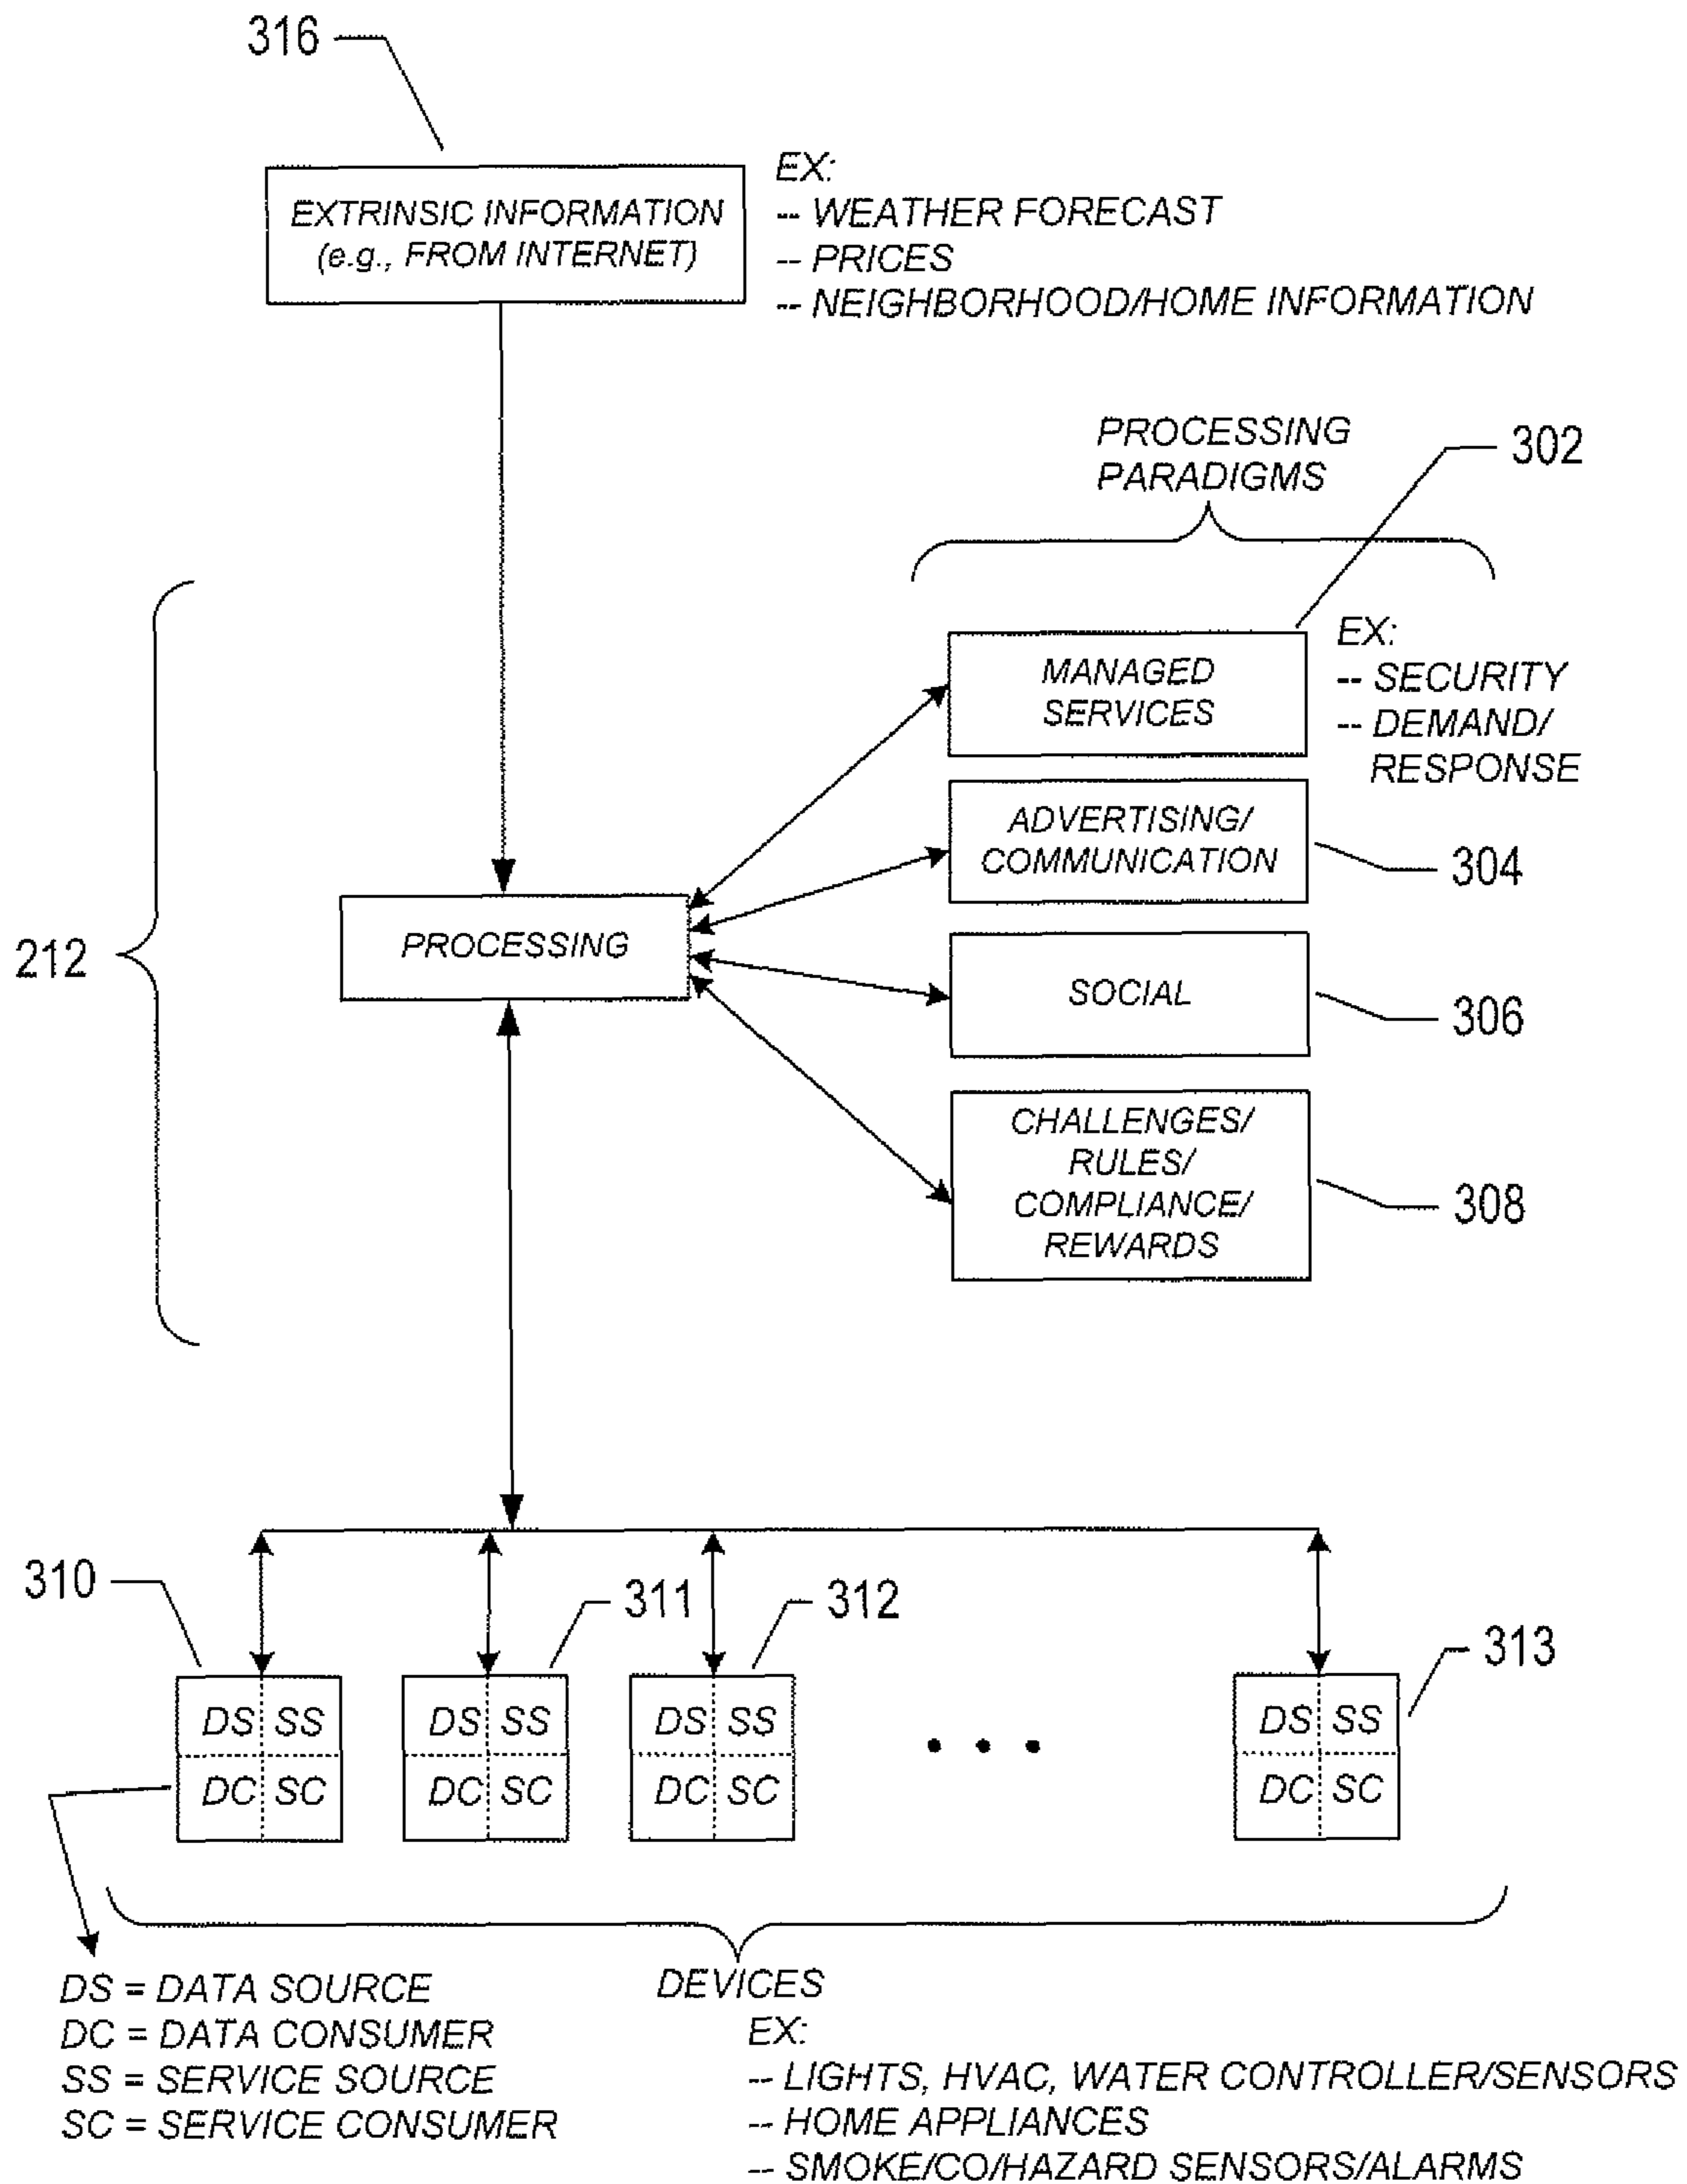 316
EXTRINSIC INFORMATION
(e.g., FROM INTERNET)
EX:
-- WEATHER FORECAST
-- PRICES
-- NEIGHBORHOOD/HOME INFORMATION
PROCESSING
PARADIGMS
302
MANAGED
SERVICES
EX:
-- SECURITY
-- DEMAND/
RESPONSE
ADVERTISING/
COMMUNICATION
304
212
PROCESSING
SOCIAL
306
CHALLENGES/
RULES/
COMPLIANCE/
REWARDS
308
310
311
312
313
DS SS
DC SC
DS SS
DC SC
DS SS
DC SC
• • •
DS SS
DC SC
DS = DATA SOURCE
DC = DATA CONSUMER
SS = SERVICE SOURCE
SC = SERVICE CONSUMER
DEVICES
EX:
-- LIGHTS, HVAC, WATER CONTROLLER/SENSORS
-- HOME APPLIANCES
-- SMOKE/CO/HAZARD SENSORS/ALARMS